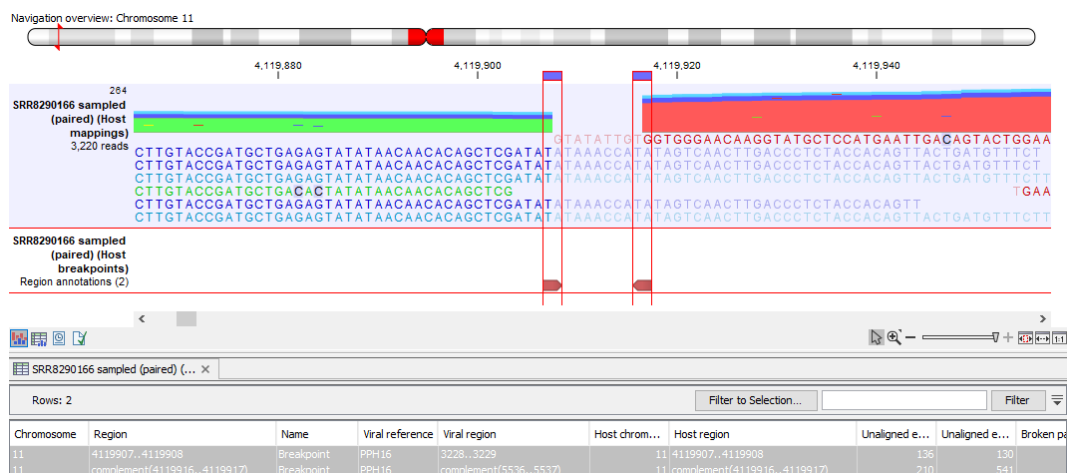 Navigation overview: Chromosome 11
4,119,880 4,119,900 4,119,920 4,119,940
264
SRR8290166 sampled
(paired) (Host
mappings)
3,220 reads
GTATATTGTGGTGGGAACAAGGTATGCTCCATGAATTGACAGTACTGGAA
CTTGTACCGATGCTGAGAGTATATAACAACACAGCTCGATATATAAACCATATAGTCAACTTGACCCTCTACCACAGTTACTGATGTTTCT
CTTGTACCGATGCTGAGAGTATATAACAACACAGCTCGATATATAAACCATATAGTCAACTTGACCCTCTACCACAGTTACTGATGTTTCT
CTTGTACCGATGCTGAGAGTATATAACAACACAGCTCGATATATAAACCATATAGTCAACTTGACCCTCTACCACAGTTACTGATGTTTCTT
CTTGTACCGATGCTGACACTATATAACAACACAGCTCG TGAA
CTTGTACCGATGCTGAGAGTATATAACAACACAGCTCGATATATAAACCATATAGTCAACTTGACCCTCTACCACAGTT
CTTGTACCGATGCTGAGAGTATATAACAACACAGCTCGATATATAAACCATATAGTCAACTTGACCCTCTACCACAGTTACTGATGTTTCTT
SRR8290166 sampled
(paired) (Host
breakpoints)
Region annotations (2)
1:1
SRR8290166 sampled (paired) (...
Rows: 2 Filter to Selection... Filter
Chromosome Region Name Viral reference Viral region Host chrom... Host region Unaligned e... Unaligned e... Broken pa
11 4119907..4119908 Breakpoint PPH16 3228..3229 11 4119907..4119908 136 130
11 complement(4119916..4119917) Breakpoint PPH16 complement(5536..5537) 11 complement(4119916..4119917) 210 541